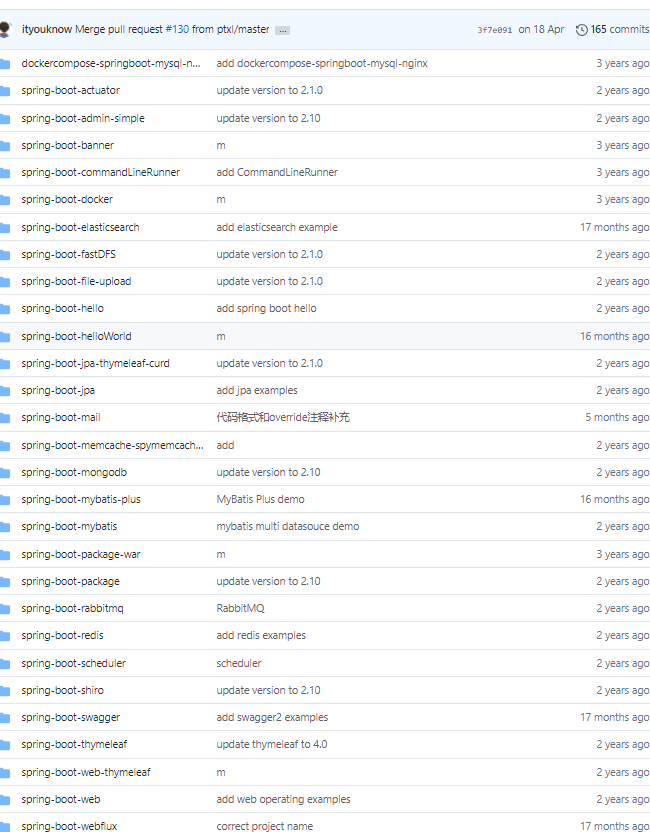 ityouknow Merge pull request #130 from ptxl/master ... 3f7e091 on 18 Apr 165 commits
dockercompose-springboot-mysql-n... add dockercompose-springboot-mysql-nginx 3 years ago
spring-boot-actuator update version to 2.1.0 2 years ago
spring-boot-admin-simple update version to 2.10 2 years ago
spring-boot-banner m 3 years ago
spring-boot-commandLineRunner add CommandLineRunner 3 years ago
spring-boot-docker m 3 years ago
spring-boot-elasticsearch add elasticsearch example 17 months ago
spring-boot-fastDFS update version to 2.1.0 2 years ago
spring-boot-file-upload update version to 2.1.0 2 years ago
spring-boot-hello add spring boot hello 2 years ago
spring-boot-helloWorld m 16 months ago
spring-boot-jpa-thymeleaf-curd update version to 2.1.0 2 years ago
spring-boot-jpa add jpa examples 2 years ago
spring-boot-mail 代码格式和override注释补充 5 months ago
spring-boot-memcache-spymemcach... add 2 years ago
spring-boot-mongodb update version to 2.10 2 years ago
spring-boot-mybatis-plus MyBatis Plus demo 16 months ago
spring-boot-mybatis mybatis multi datasouce demo 2 years ago
spring-boot-package-war m 3 years ago
spring-boot-package update version to 2.10 2 years ago
spring-boot-rabbitmq RabbitMQ 2 years ago
spring-boot-redis add redis examples 2 years ago
spring-boot-scheduler scheduler 2 years ago
spring-boot-shiro update version to 2.10 2 years ago
spring-boot-swagger add swagger2 examples 17 months ago
spring-boot-thymeleaf update thymeleaf to 4.0 2 years ago
spring-boot-web-thymeleaf m 2 years ago
spring-boot-web add web operating examples 2 years ago
spring-boot-webflux correct project name 17 months ago